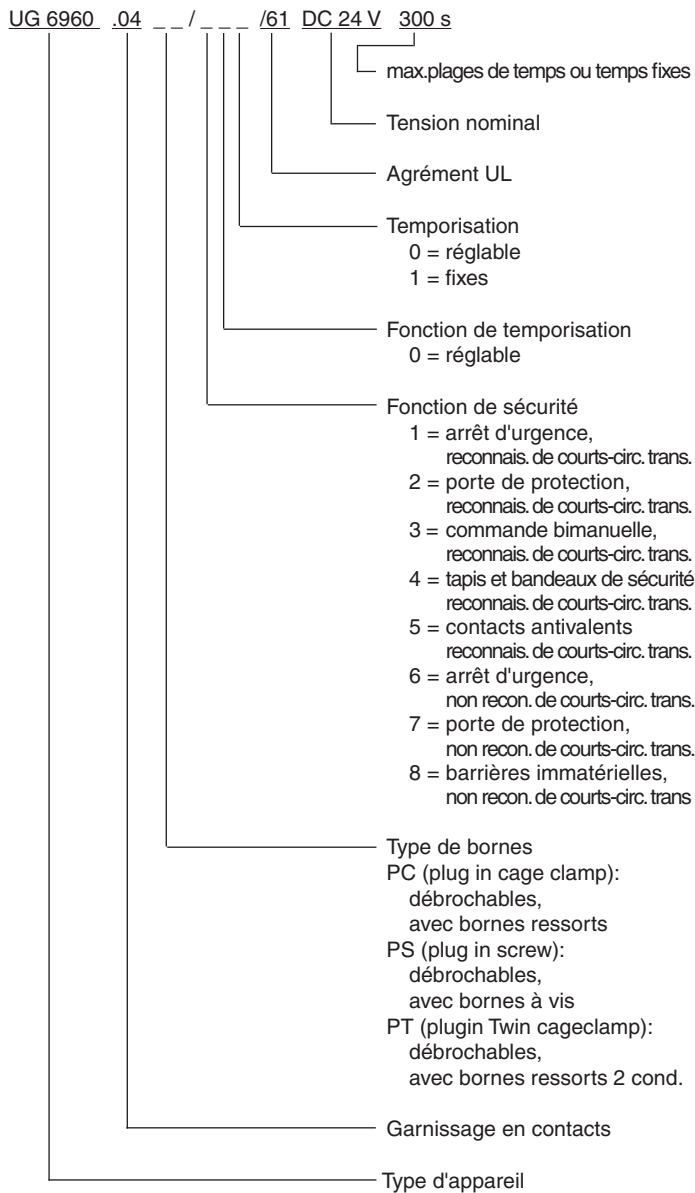 UG 6960 .04 _ _ / _ _ _ /61 DC 24 V 300 s
max.plages de temps ou temps fixes
Tension nominal
Agrément UL
Temporisation
0 = réglable
1 = fixes
Fonction de temporisation
0 = réglable
Fonction de sécurité
1 = arrêt d'urgence,
reconnais. de courts-circ. trans.
2 = porte de protection,
reconnais. de courts-circ. trans.
3 = commande bimanuelle,
reconnais. de courts-circ. trans.
4 = tapis et bandeaux de sécurité
reconnais. de courts-circ. trans.
5 = contacts antivalents
reconnais. de courts-circ. trans.
6 = arrêt d'urgence,
non recon. de courts-circ. trans.
7 = porte de protection,
non recon. de courts-circ. trans.
8 = barrières immatérielles,
non recon. de courts-circ. trans
Type de bornes
PC (plug in cage clamp):
débrochables,
avec bornes ressorts
PS (plug in screw):
débrochables,
avec bornes à vis
PT (plugin Twin cageclamp):
débrochables,
avec bornes ressorts 2 cond.
Garnissage en contacts
Type d'appareil